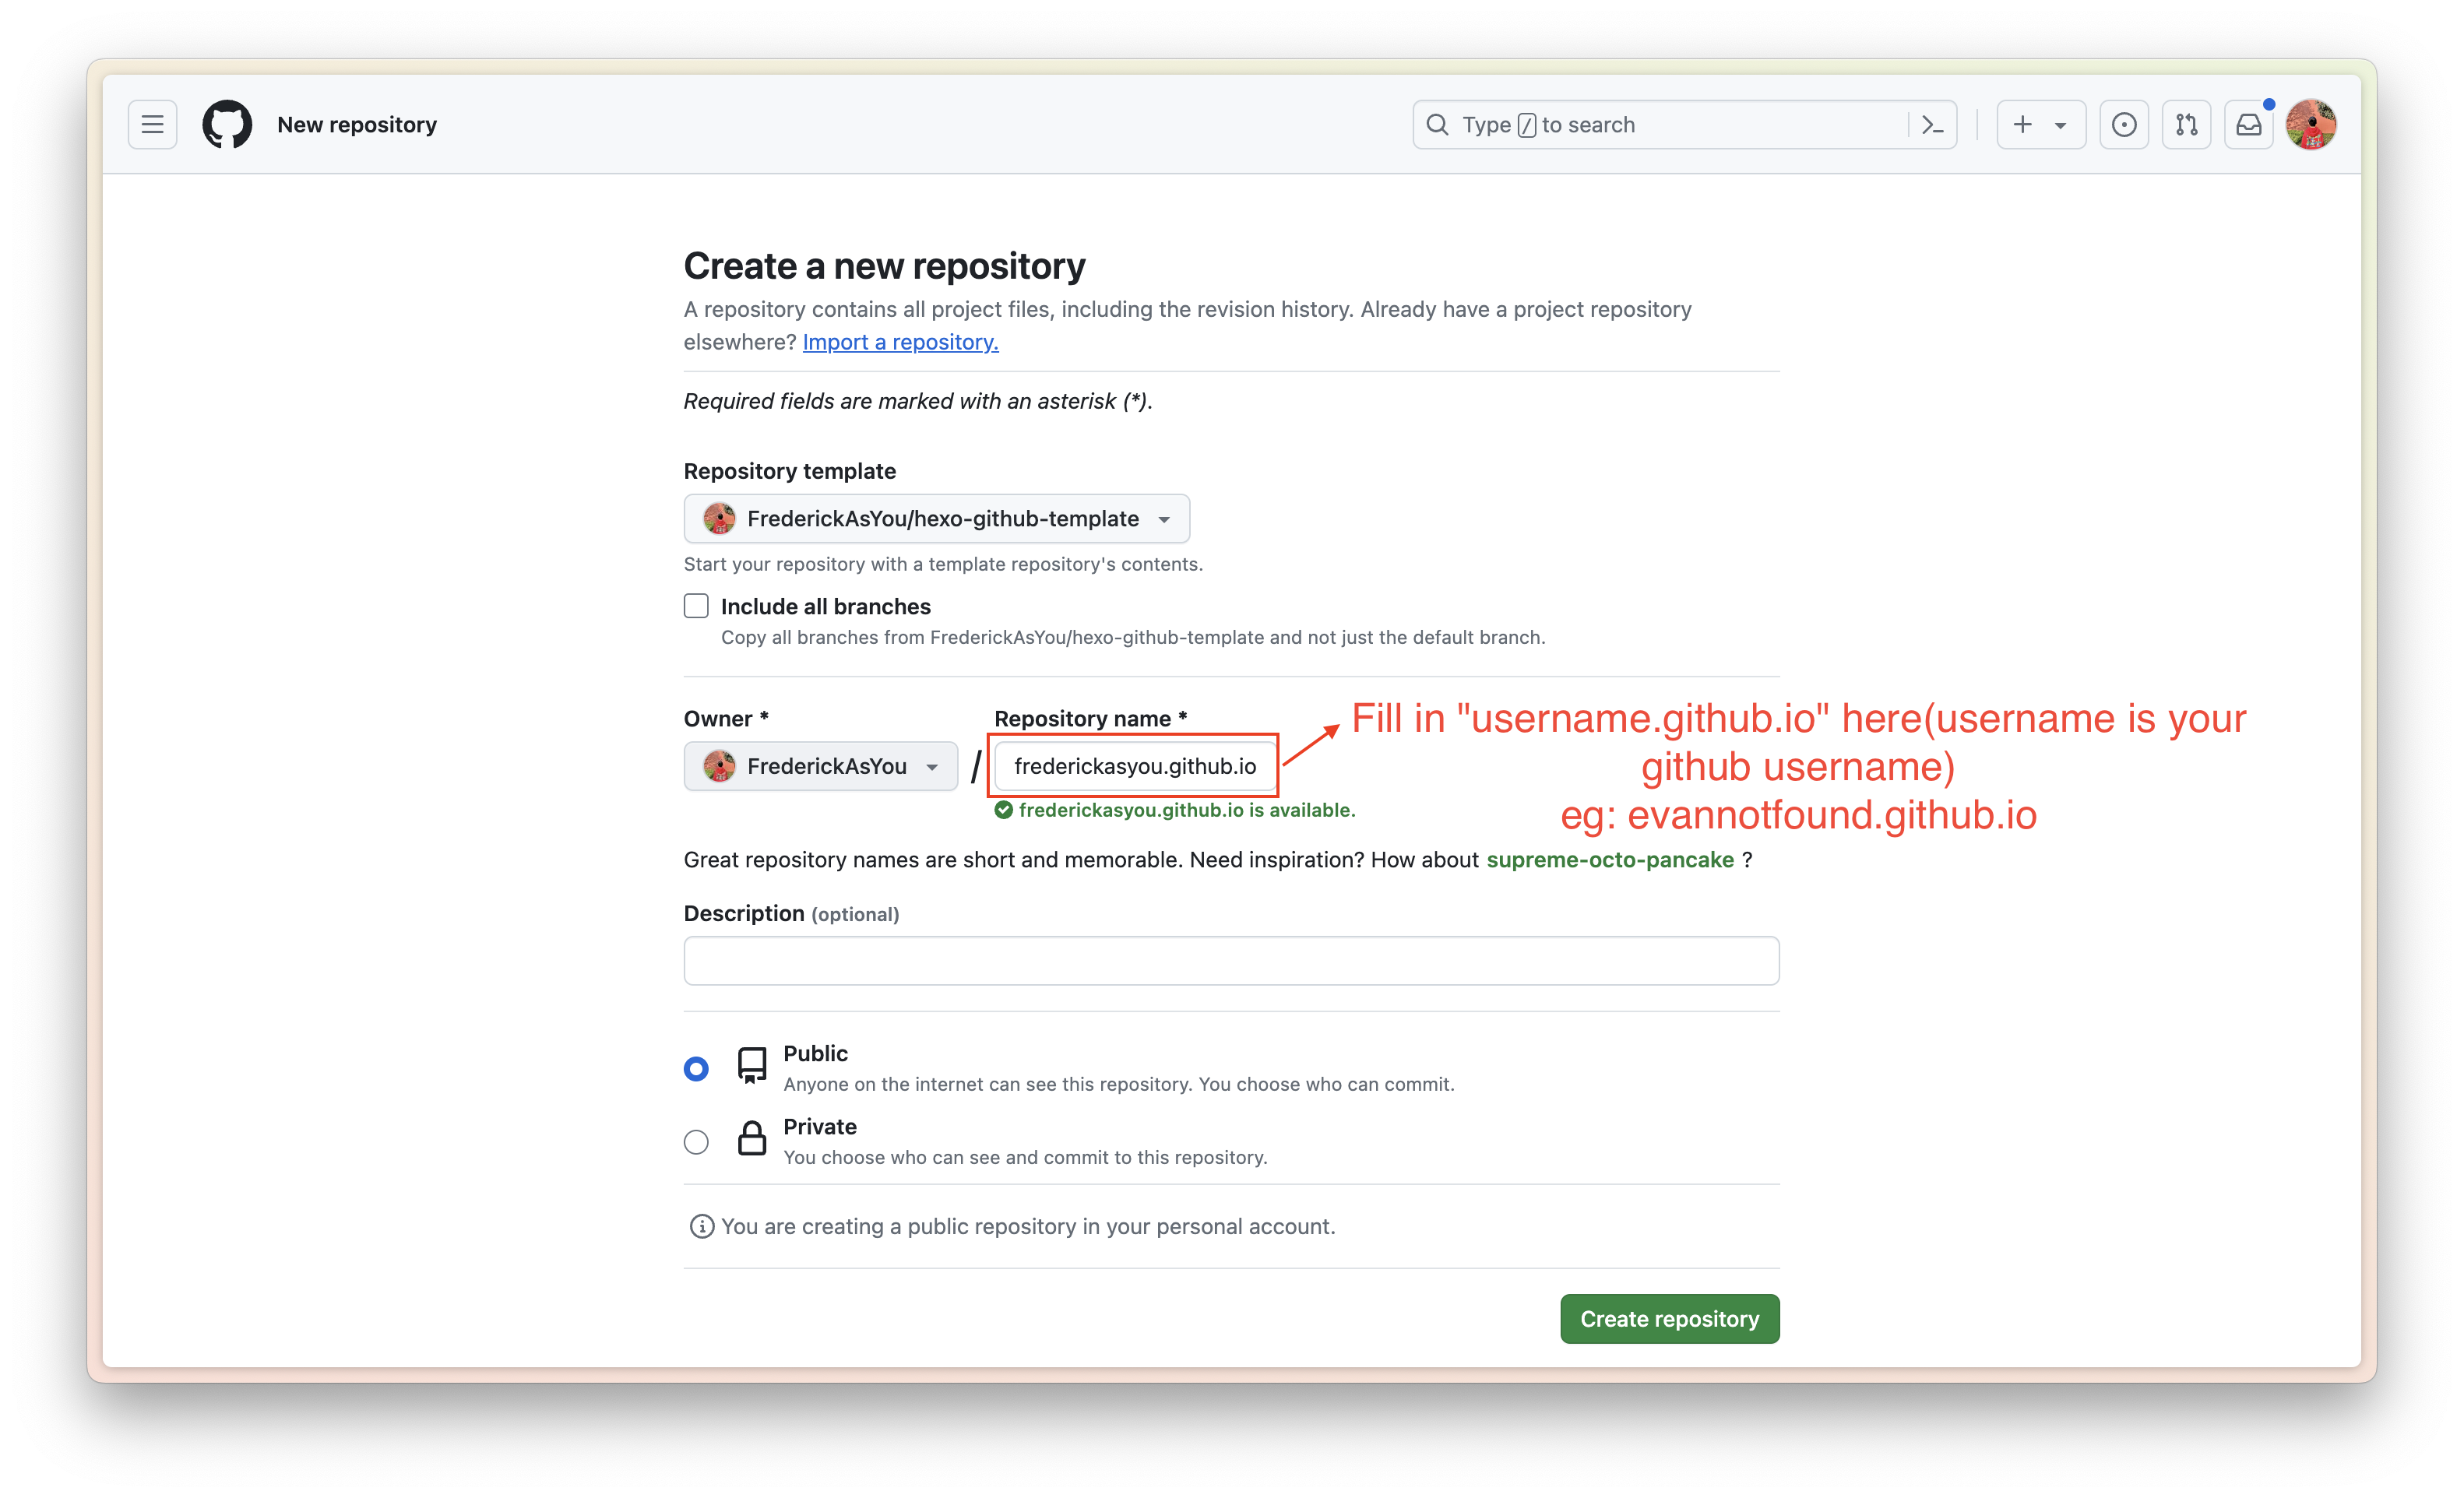 New repository
Type / to search
Create a new repository
A repository contains all project files, including the revision history. Already have a project repository
elsewhere? Import a repository.
Required fields are marked with an asterisk (*).
Repository template
FrederickAsYou/hexo-github-template
Start your repository with a template repository's contents.
Include all branches
Copy all branches from FrederickAsYou/hexo-github-template and not just the default branch.
Owner *
Repository name *
FrederickAsYou
/
frederickasyou.github.io
frederickasyou.github.io is available.
Fill in "username.github.io" here(username is your
github username)
eg: evannotfound.github.io
Great repository names are short and memorable. Need inspiration? How about supreme-octo-pancake ?
Description (optional)
Public
Anyone on the internet can see this repository. You choose who can commit.
Private
You choose who can see and commit to this repository.
You are creating a public repository in your personal account.
Create repository